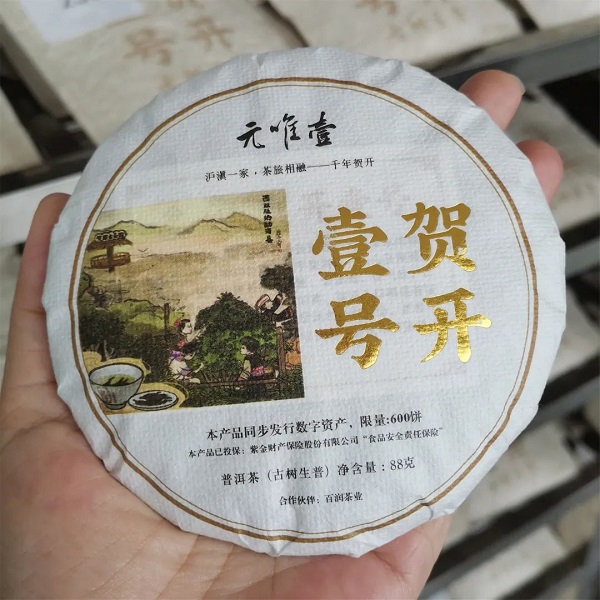 元唯壹
沪滇一家，茶旅相融——千年贺开
贺开
壹号
本产品同步发行数字资产，限量:600饼
本产品已投保：紫金财产保险股份有限公司“食品安全责任保险”
普洱茶（古树生普）净含量：88克
合作伙伴：百润茶业
号开